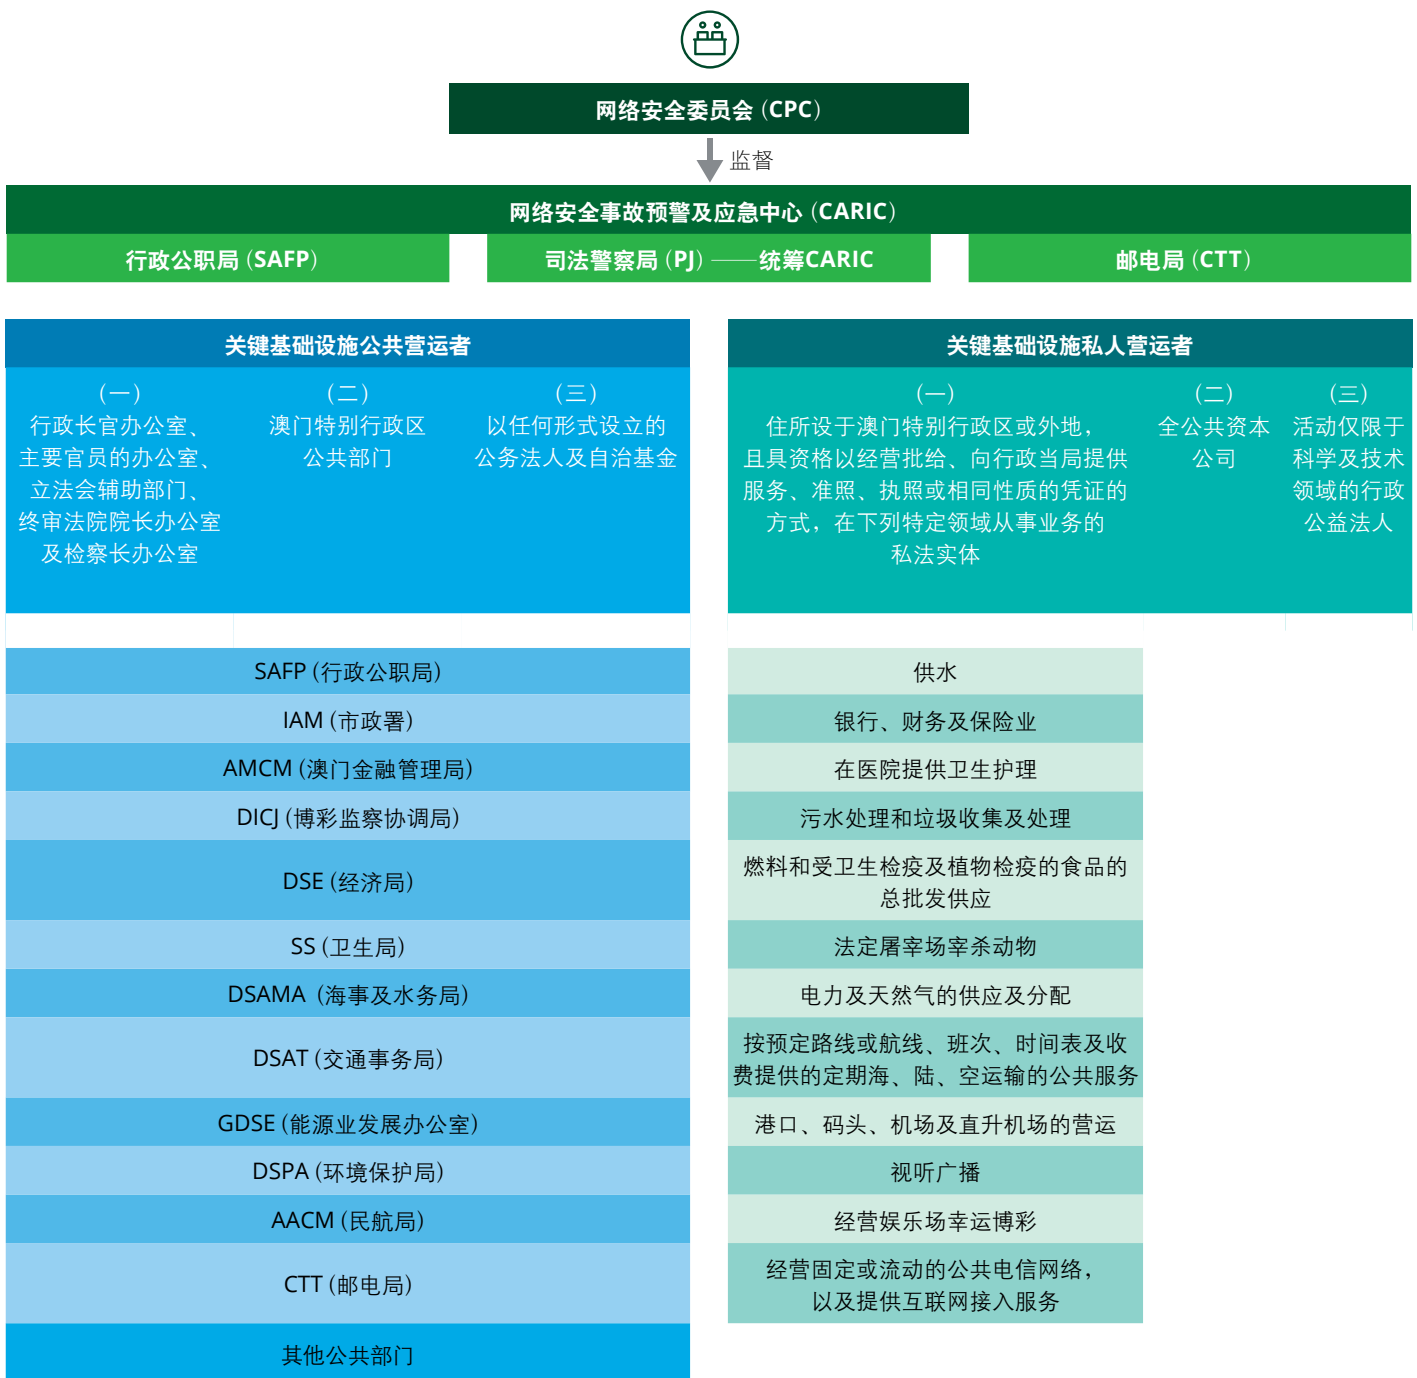 网络安全委员会 (CPC)
监督
网络安全事故预警及应急中心 (CARIC)
行政公职局 (SAFP)
司法警察局 (PJ) ——统筹CARIC
邮电局 (CTT)
关键基础设施公共营运者
(一)
行政长官办公室、
主要官员的办公室、
立法会辅助部门、
终审法院院长办公室
及检察长办公室
(二)
澳门特别行政区
公共部门
(三)
以任何形式设立的
公务法人及自治基金
关键基础设施私人营运者
(一)
住所设于澳门特别行政区或外地，
且具资格以经营批给、向行政当局提供
服务、准照、执照或相同性质的凭证的
方式，在下列特定领域从事业务的
私法实体
(二)
全公共资本
公司
(三)
活动仅限于
科学及技术
领域的行政
公益法人
SAFP (行政公职局)
IAM (市政署)
AMCM (澳门金融管理局)
DICJ (博彩监察协调局)
DSE (经济局)
SS (卫生局)
DSAMA (海事及水务局)
DSAT (交通事务局)
GDSE (能源业发展办公室)
DSPA (环境保护局)
AACM (民航局)
CTT (邮电局)
其他公共部门
供水
银行、财务及保险业
在医院提供卫生护理
污水处理和垃圾收集及处理
燃料和受卫生检疫及植物检疫的食品的
总批发供应
法定屠宰场宰杀动物
电力及天然气的供应及分配
按预定路线或航线、班次、时间表及收
费提供的定期海、陆、空运输的公共服务
港口、码头、机场及直升机场的营运
视听广播
经营娱乐场幸运博彩
经营固定或流动的公共电信网络，
以及提供互联网接入服务